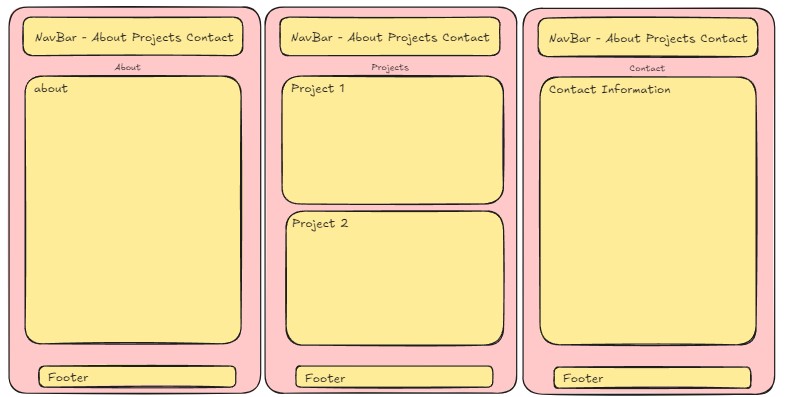 NavBar - About Projects Contact
About
about
Footer
NavBar - About Projects Contact
Projects
Project 1
Project 2
Footer
NavBar - About Projects Contact
Contact
Contact Information
Footer